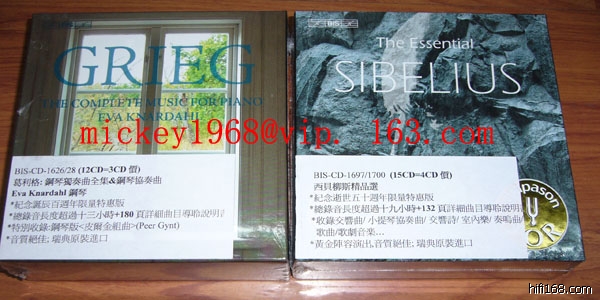 BIS
GRIEG
THE COMPLETE MUSIC FOR PIANO
EVA KNARDAHL
BIS-CD-1626/28 (12CD=3CD 價)
葛利格: 鋼琴獨奏曲全集&鋼琴協奏曲
Eva Knardahl 鋼琴
*紀念誕辰百週年限量特惠版
*總錄音長度超過十三小時+180 頁詳細曲目導聆說明?
*特別收錄:鋼琴版<皮爾金組曲>(Peer Gynt)
*音質絕佳; 瑞典原裝進口
BIS
The Essential
SIBELIUS
BIS-CD-1697/1700 (15CD=4CD 價)
西貝柳斯精品選
*紀念逝世五十週年限量特惠版
*總錄音長度超過十九小時+132 頁詳細曲目導聆說明?
*收錄交響曲/ 小提琴協奏曲/ 交響詩/ 室內樂/ 奏鳴曲/
歌曲/歌劇音樂…
*黃金陣容演出,音質絕佳; 瑞典原裝進口
iapason
OR
mickey1968@vip. 163.com
hifi168.com